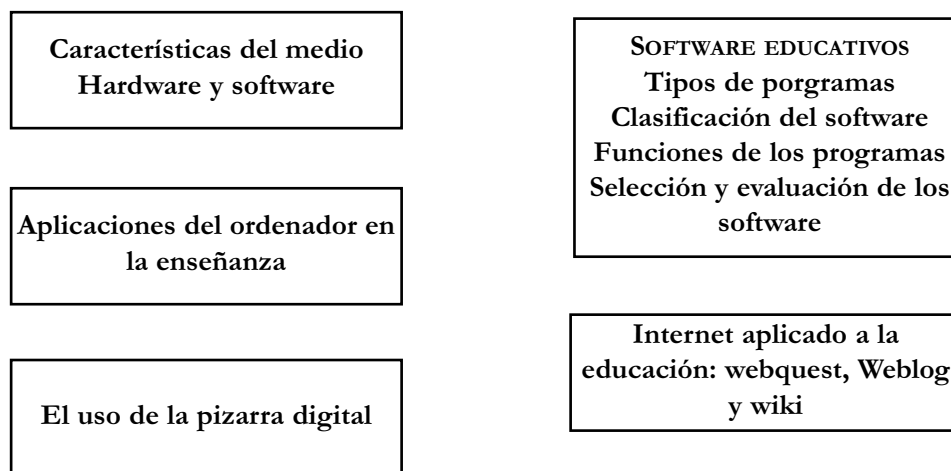 Características del medio
Hardware y software
Aplicaciones del ordenador en
la enseñanza
El uso de la pizarra digital
SOFTWARE EDUCATIVOS
Tipos de porgramas
Clasificación del software
Funciones de los programas
Selección y evaluación de los
software
Internet aplicado a la
educación: webquest, Weblog
y wiki